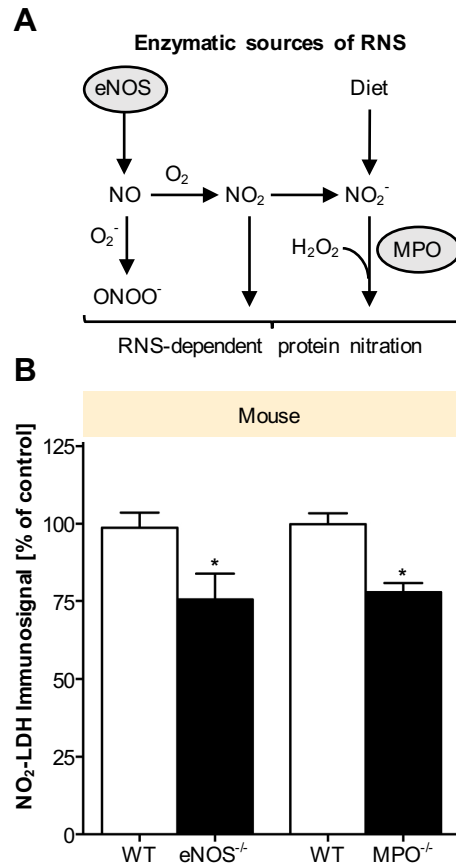 A
Enzymatic sources of RNS
eNOS
Diet
NO
O₂
NO₂
NO₂⁻
O₂⁻
H₂O₂
MPO
ONOO⁻
RNS-dependent protein nitration
B
Mouse
NO₂-LDH Immunosignal [% of control]
125
100
75
50
25
0
*
*
WT eNOS⁻/⁻ WT MPO⁻/⁻